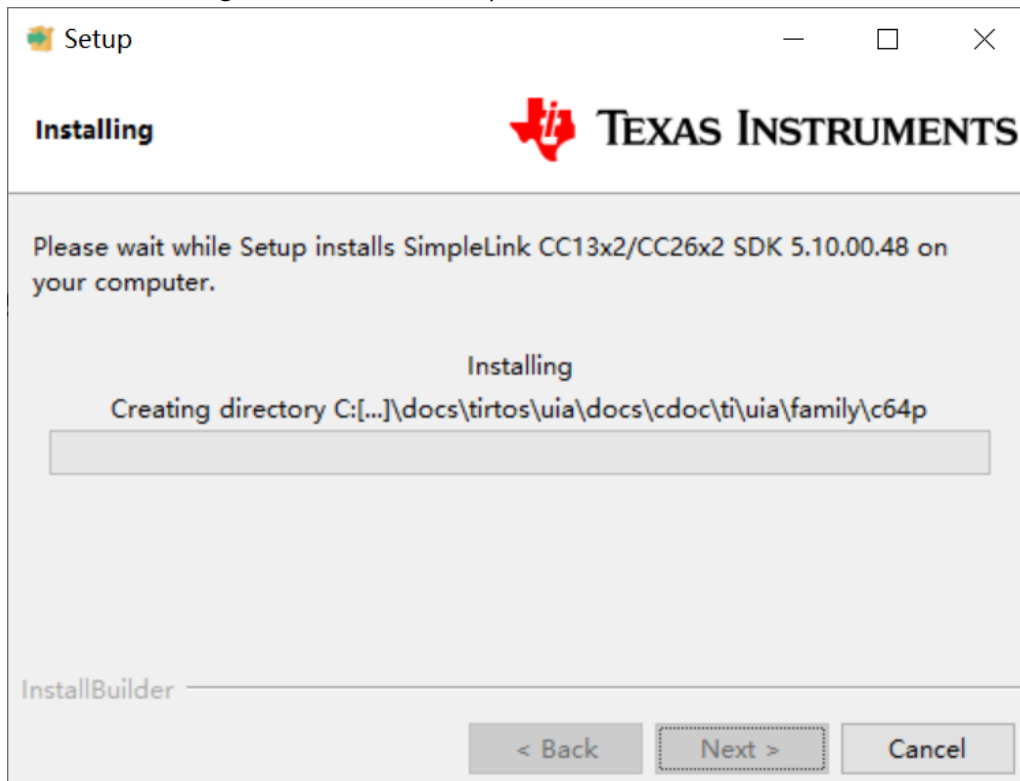 Setup
Installing
TEXAS INSTRUMENTS
Please wait while Setup installs SimpleLink CC13x2/CC26x2 SDK 5.10.00.48 on
your computer.
Installing
Creating directory C:[...]\docs\tirtos\uia\docs\cdoc\ti\uia\family\c64p
InstallBuilder
< Back
Next >
Cancel